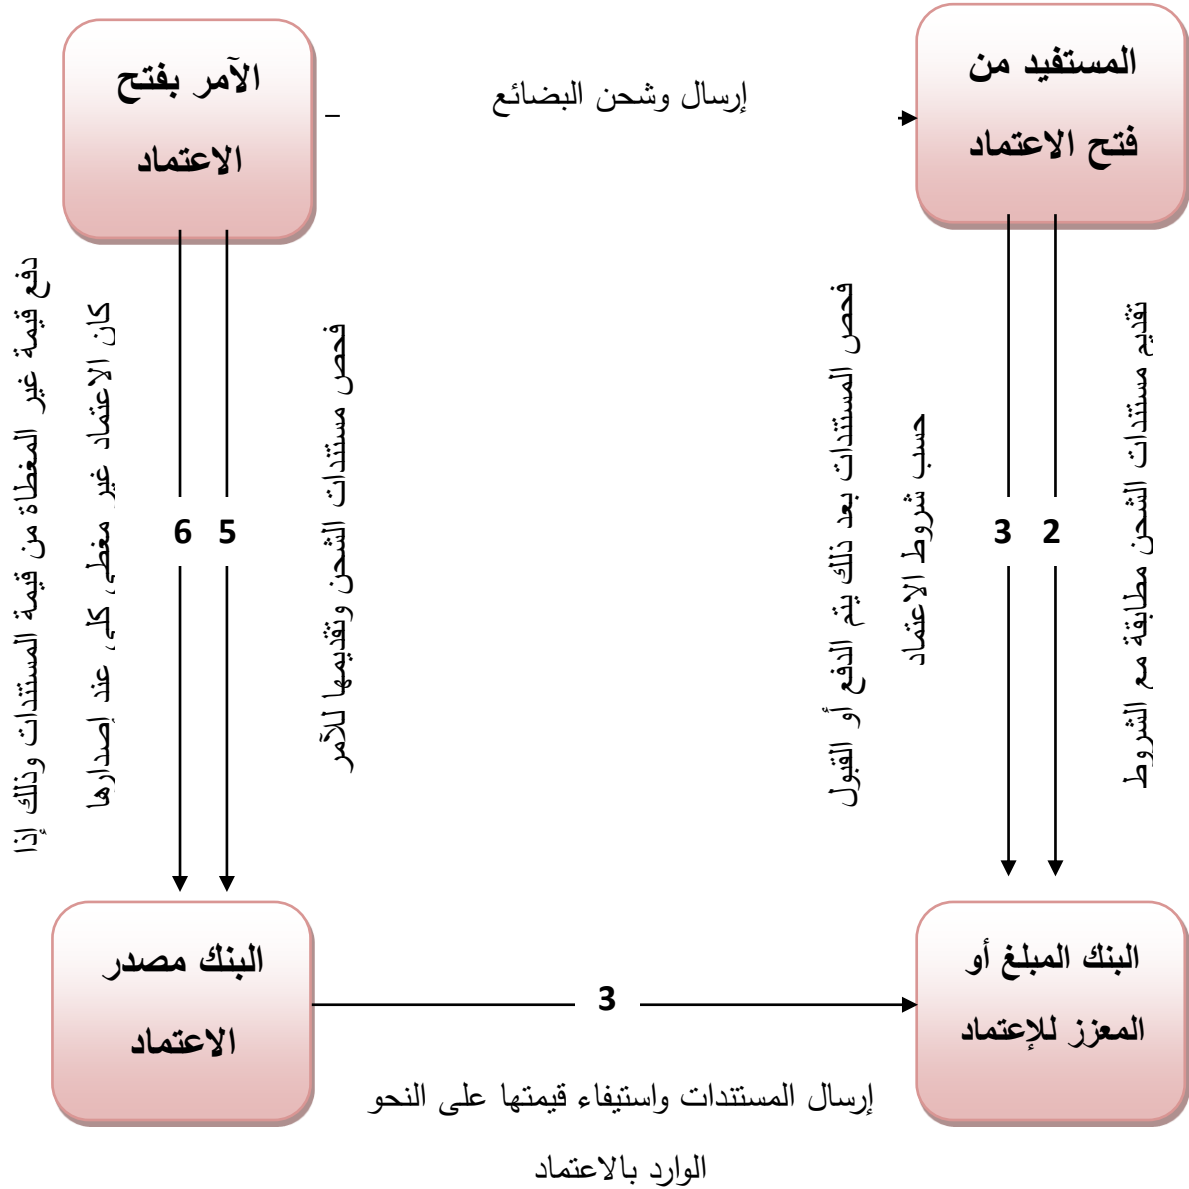 المستفيد من
فتح الاعتماد
إرسال وشحن البضائع
الآمر بفتح
الاعتماد
تقديم مستندات الشحن مطابقة مع الشروط
2
3
فحص المستندات بعد ذلك يتم الدفع أو القبول
حسب شروط الاعتماد
فحص مستندات الشحن وتقديمها للآمر
5
6
دفع قيمة غير المغطاة من قيمة المستندات وذلك إذا
كان الاعتماد غير مغطى كلي عند إصدارها
البنك المبلغ أو
المعزز للإعتماد
3
البنك مصدر
الاعتماد
إرسال المستندات واستيفاء قيمتها على النحو
الوارد بالاعتماد